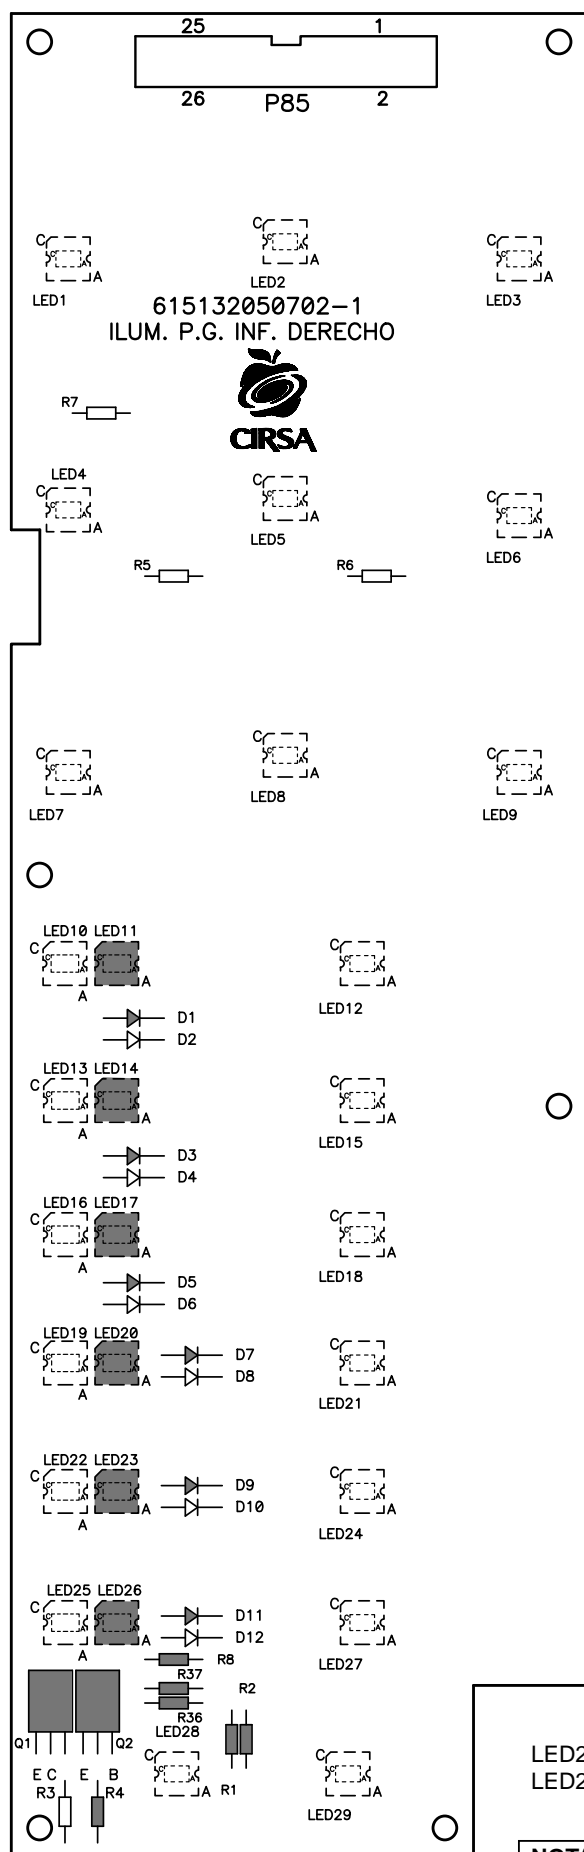 25 1
26 2
P85
C C C
C A C A C A
A A A
LED1 LED2 LED3
615132050702-1
ILUM. P.G. INF. DERECHO
CIRSA
R7
LED4
C C C
C A C A C A
A A A
LED5 LED6
R5 R6
C C C
C A C A C A
A A A
LED7 LED8 LED9
LED10 LED11
C C
C A C A C A
A A A
LED12
D1
D2
LED13 LED14
C C
C A C A C A
A A A
LED15
D3
D4
LED16 LED17
C C
C A C A C A
A A A
LED18
D5
D6
LED19 LED20 D7
C C
C A C A D8 C A
A A A
LED21
LED22 LED23
C C
C A C A D9 C A
A A D10 A
LED24
LED25 LED26
C D11 C
C A C A D12 C A
A A A
LED27
R8
R37
R36 R2
LED28
Q1 Q2
C C
C A C A
E C E B
A A
R3 R4 R1
LED29
LED2
LED2